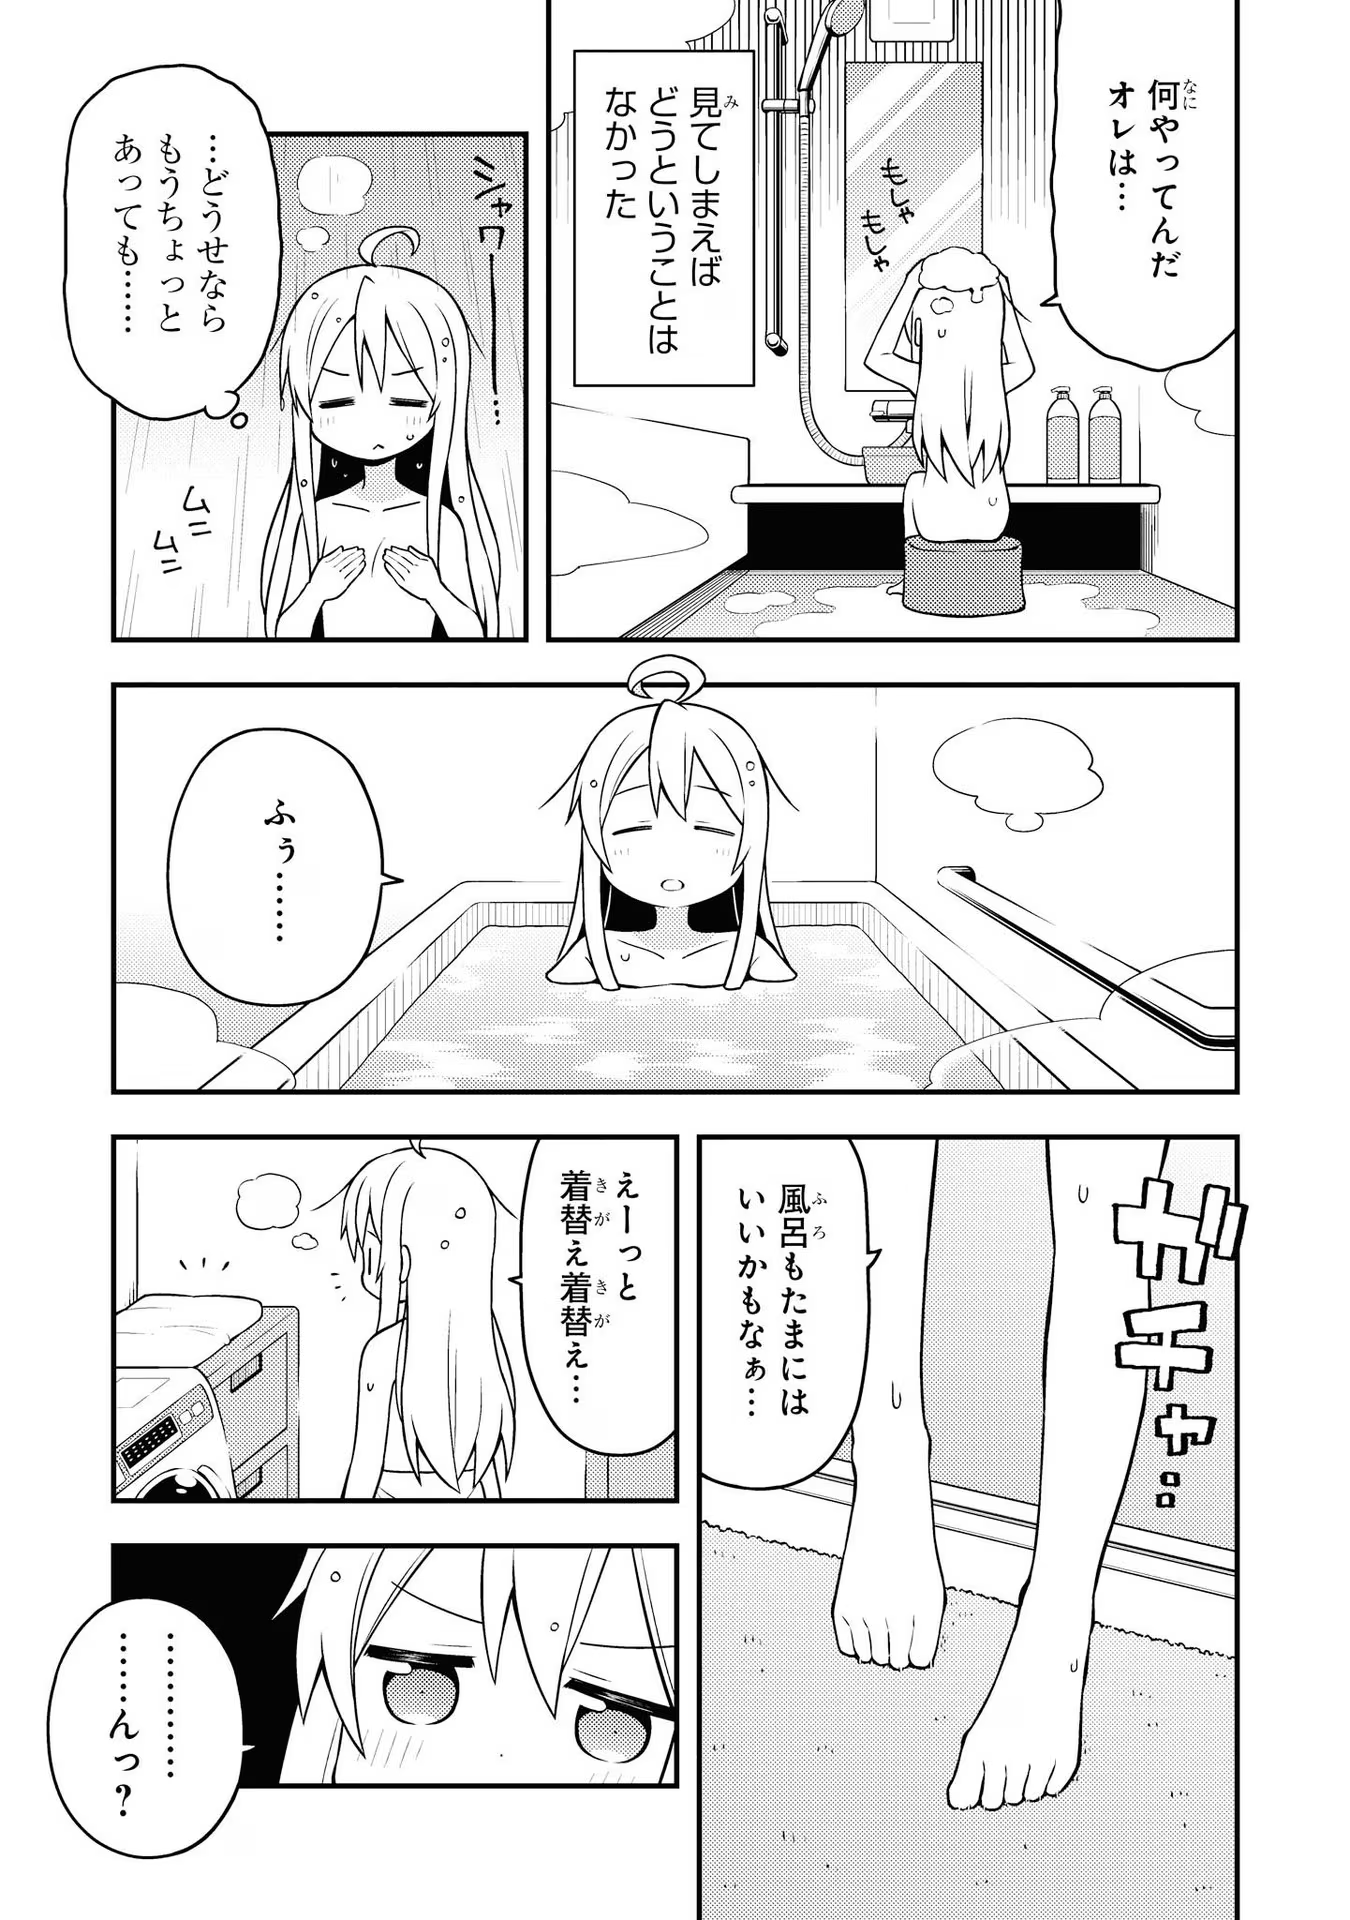 何やってんだ
オレは…
見てしまえば
どうということは
なかった
もしゃ
もしゃ
シャワー……
…どうせなら
もうちょっと
あっても……
ムニ
ムニ
ふぅ……
ガチャ…
風呂もたまには
いいかもなぁ…
えーっと
着替え着替え…
…………
………んっ？